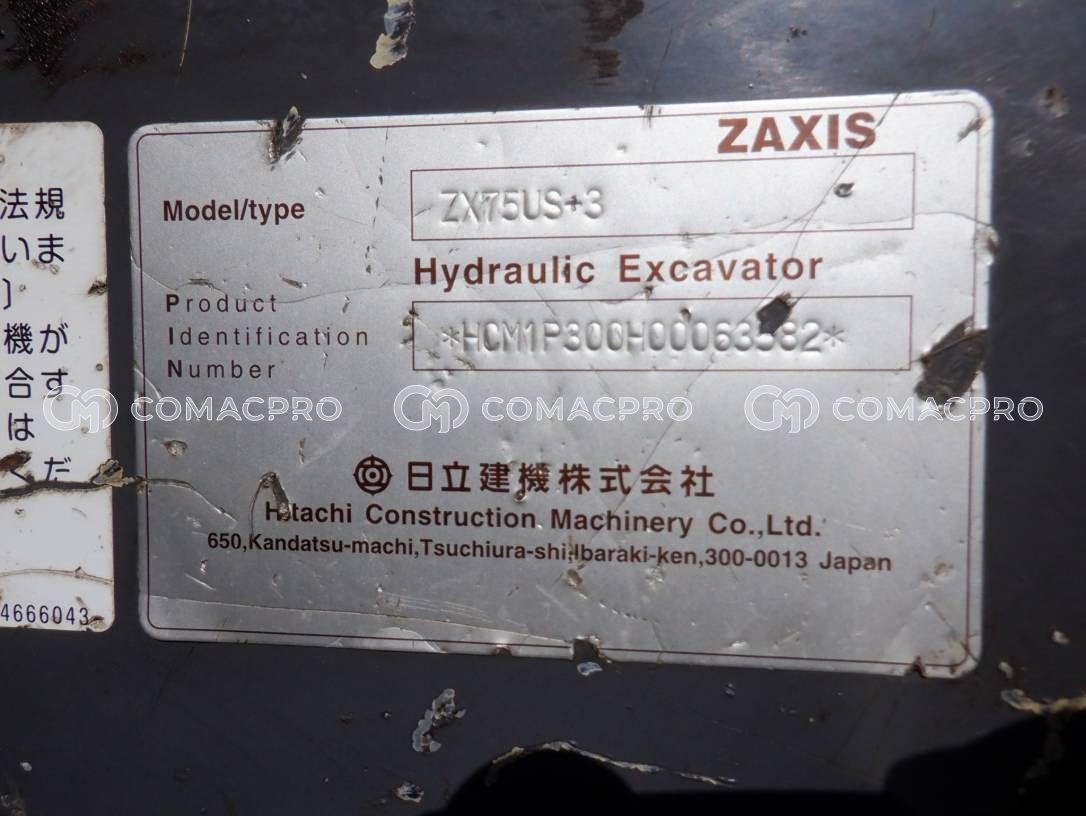 法規
いま
)
機が
合す
は
くだ
4666043
ZAXIS
Model/type
ZX75US-3
Hydraulic Excavator
Product
Identification
Number
*HCM1P300H00063582*
COMACPRO COMACPRO COMACPRO
日立建機株式会社
Hitachi Construction Machinery Co.,Ltd.
650,Kandatsu-machi,Tsuchiura-shi,Ibaraki-ken,300-0013 Japan